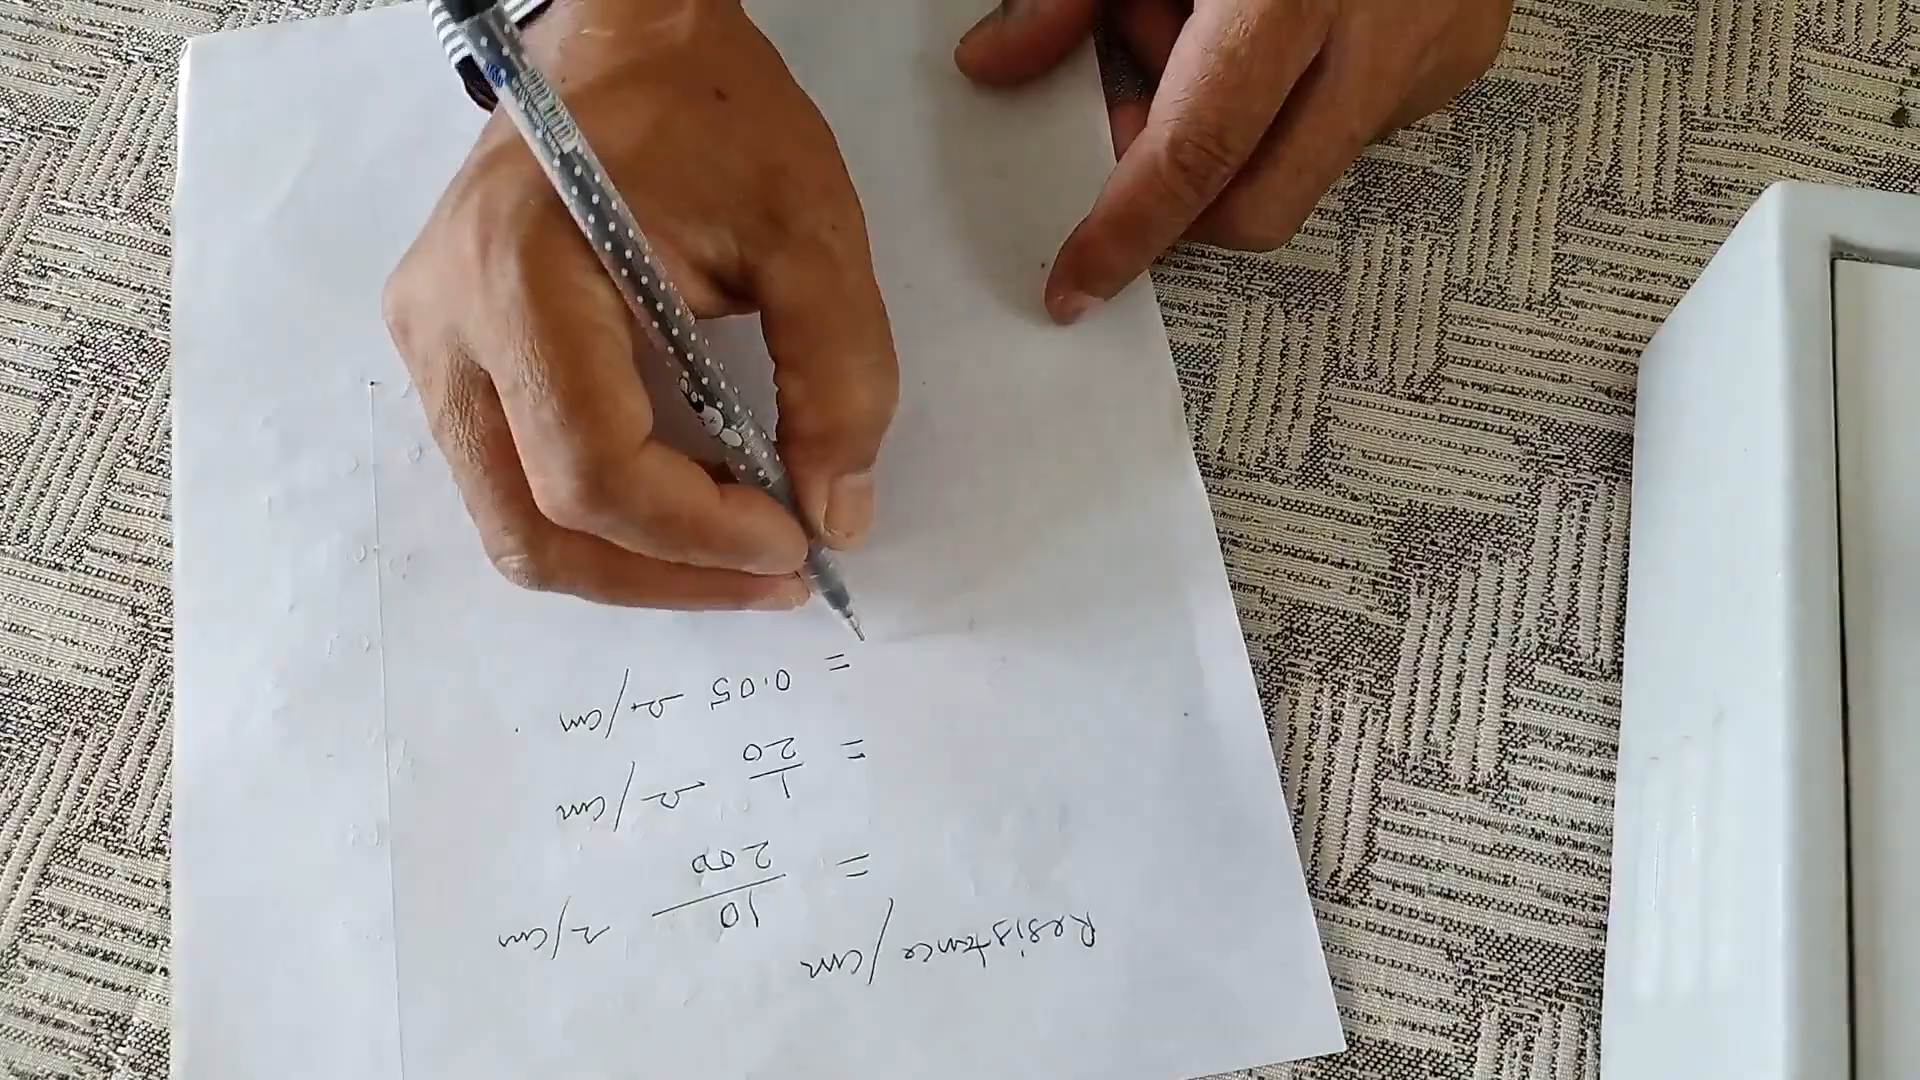 Resistance/cm
= 10/200 Ω/cm
= 1/20 Ω/cm
= 0.05 Ω/cm